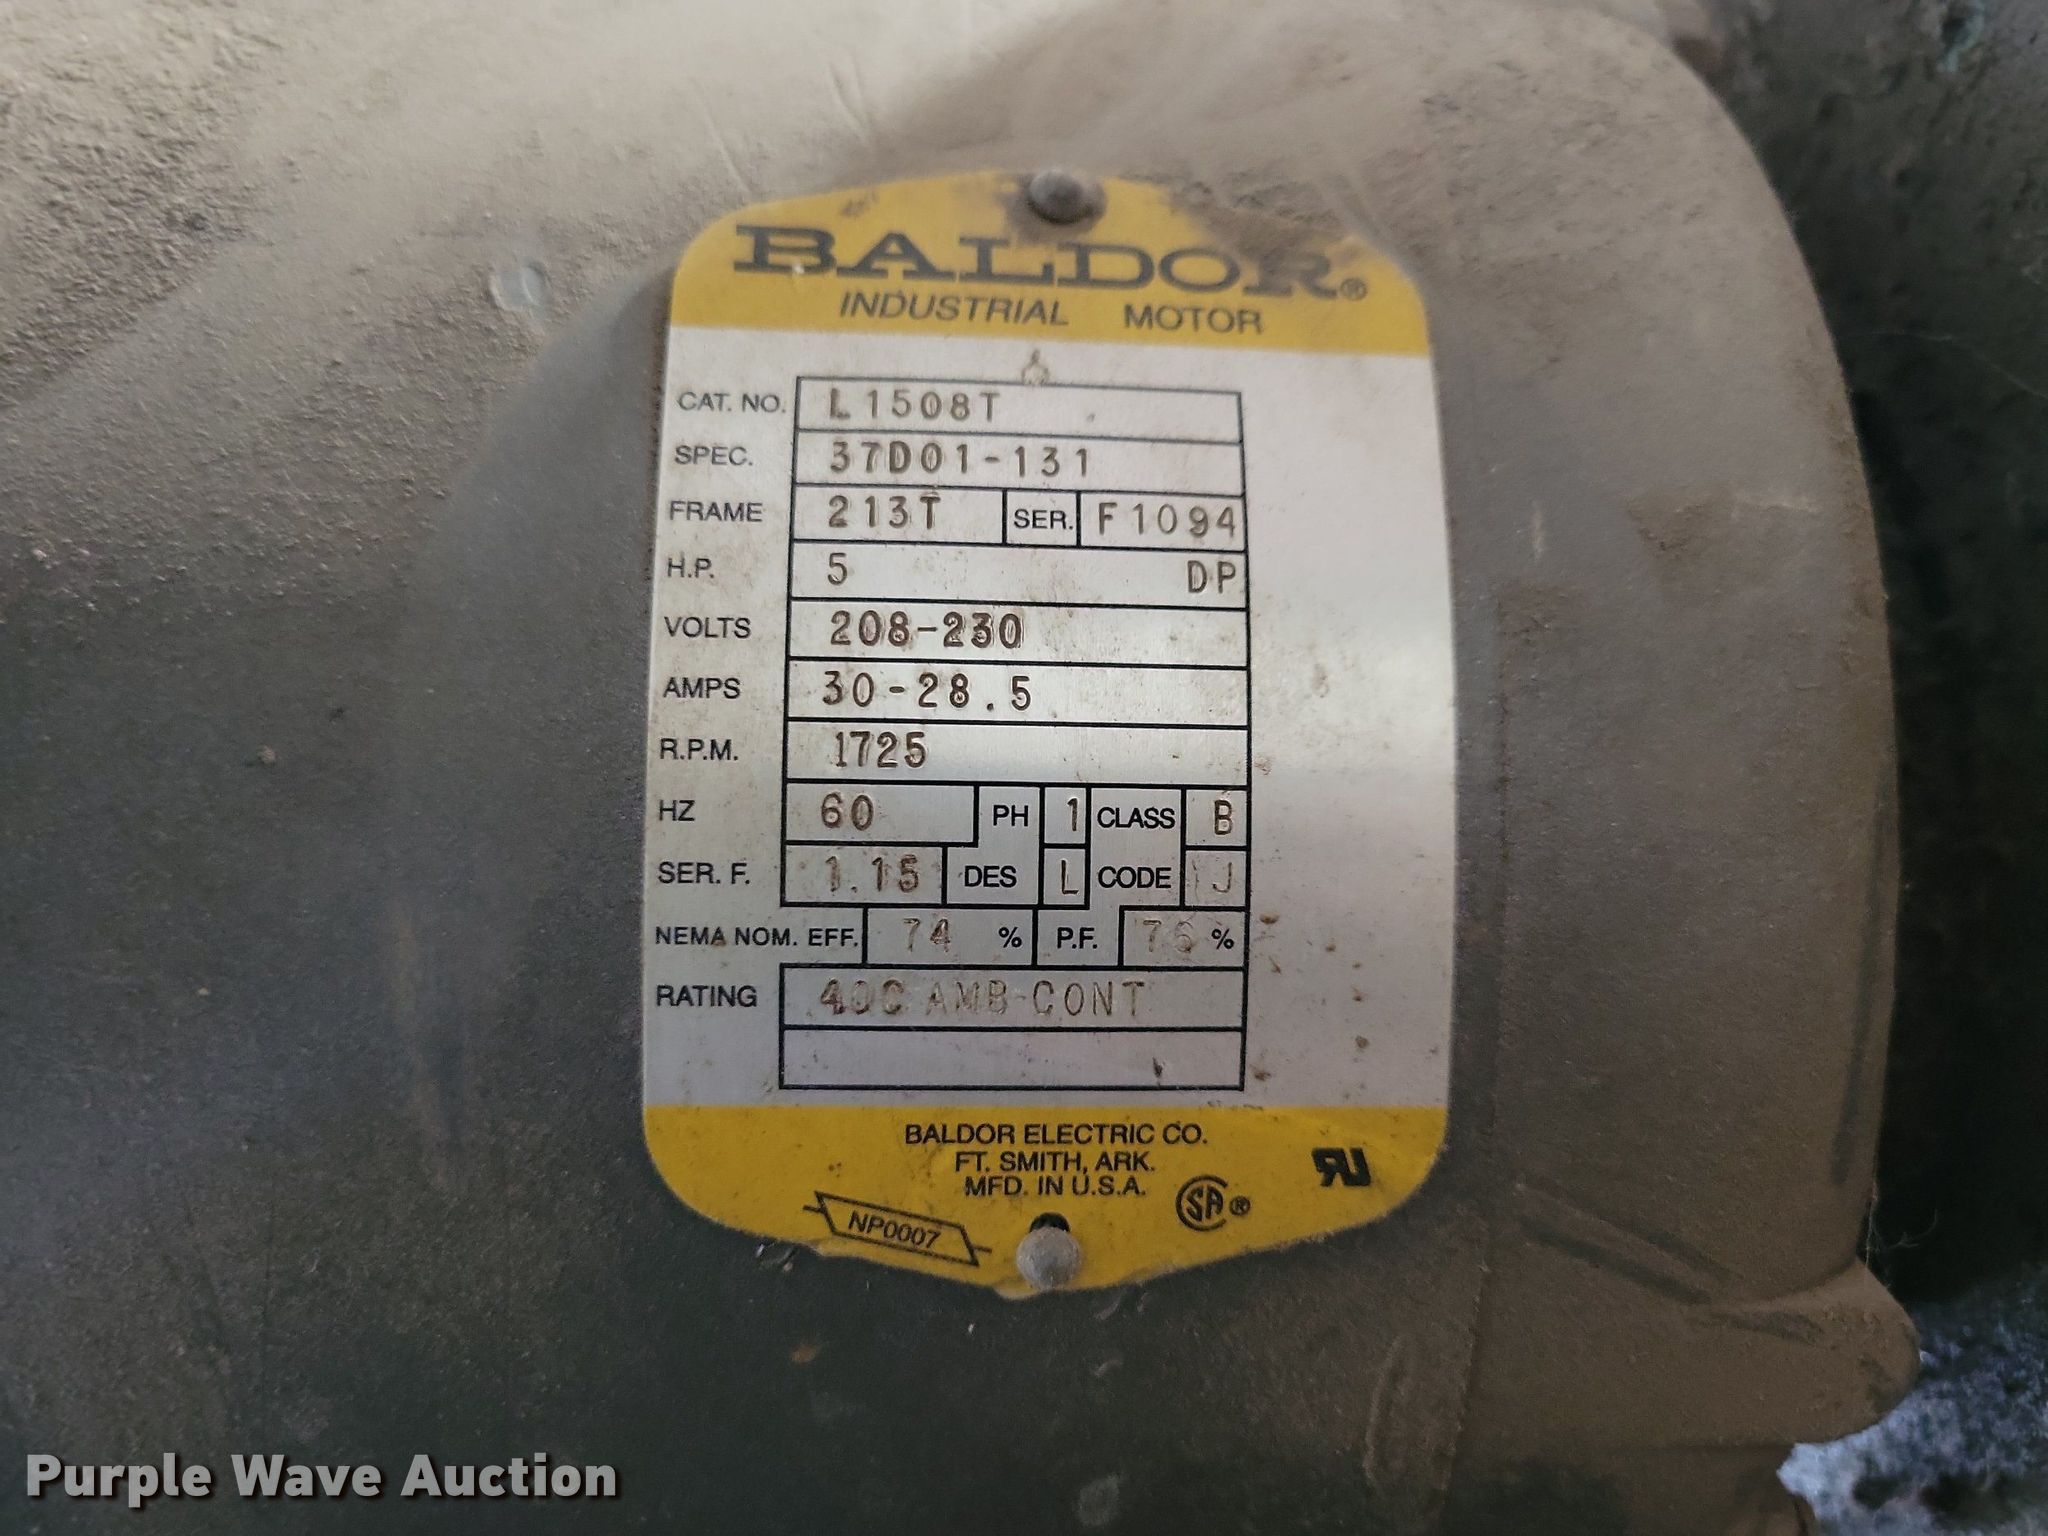 BALDOR®
INDUSTRIAL MOTOR
CAT. NO. L1508T
SPEC. 37D01-131
FRAME 213T SER. F1094
H.P. 5 DP
VOLTS 208-230
AMPS 30-28.5
R.P.M. 1725
HZ 60 PH 1 CLASS B
SER. F. 1.15 DES L CODE J
NEMA NOM. EFF. 74 % P.F. 76 %
RATING 40C AMB-CONT
BALDOR ELECTRIC CO.
FT. SMITH, ARK.
MFD. IN U.S.A.
NP0007
SA®
RU
Purple Wave Auction